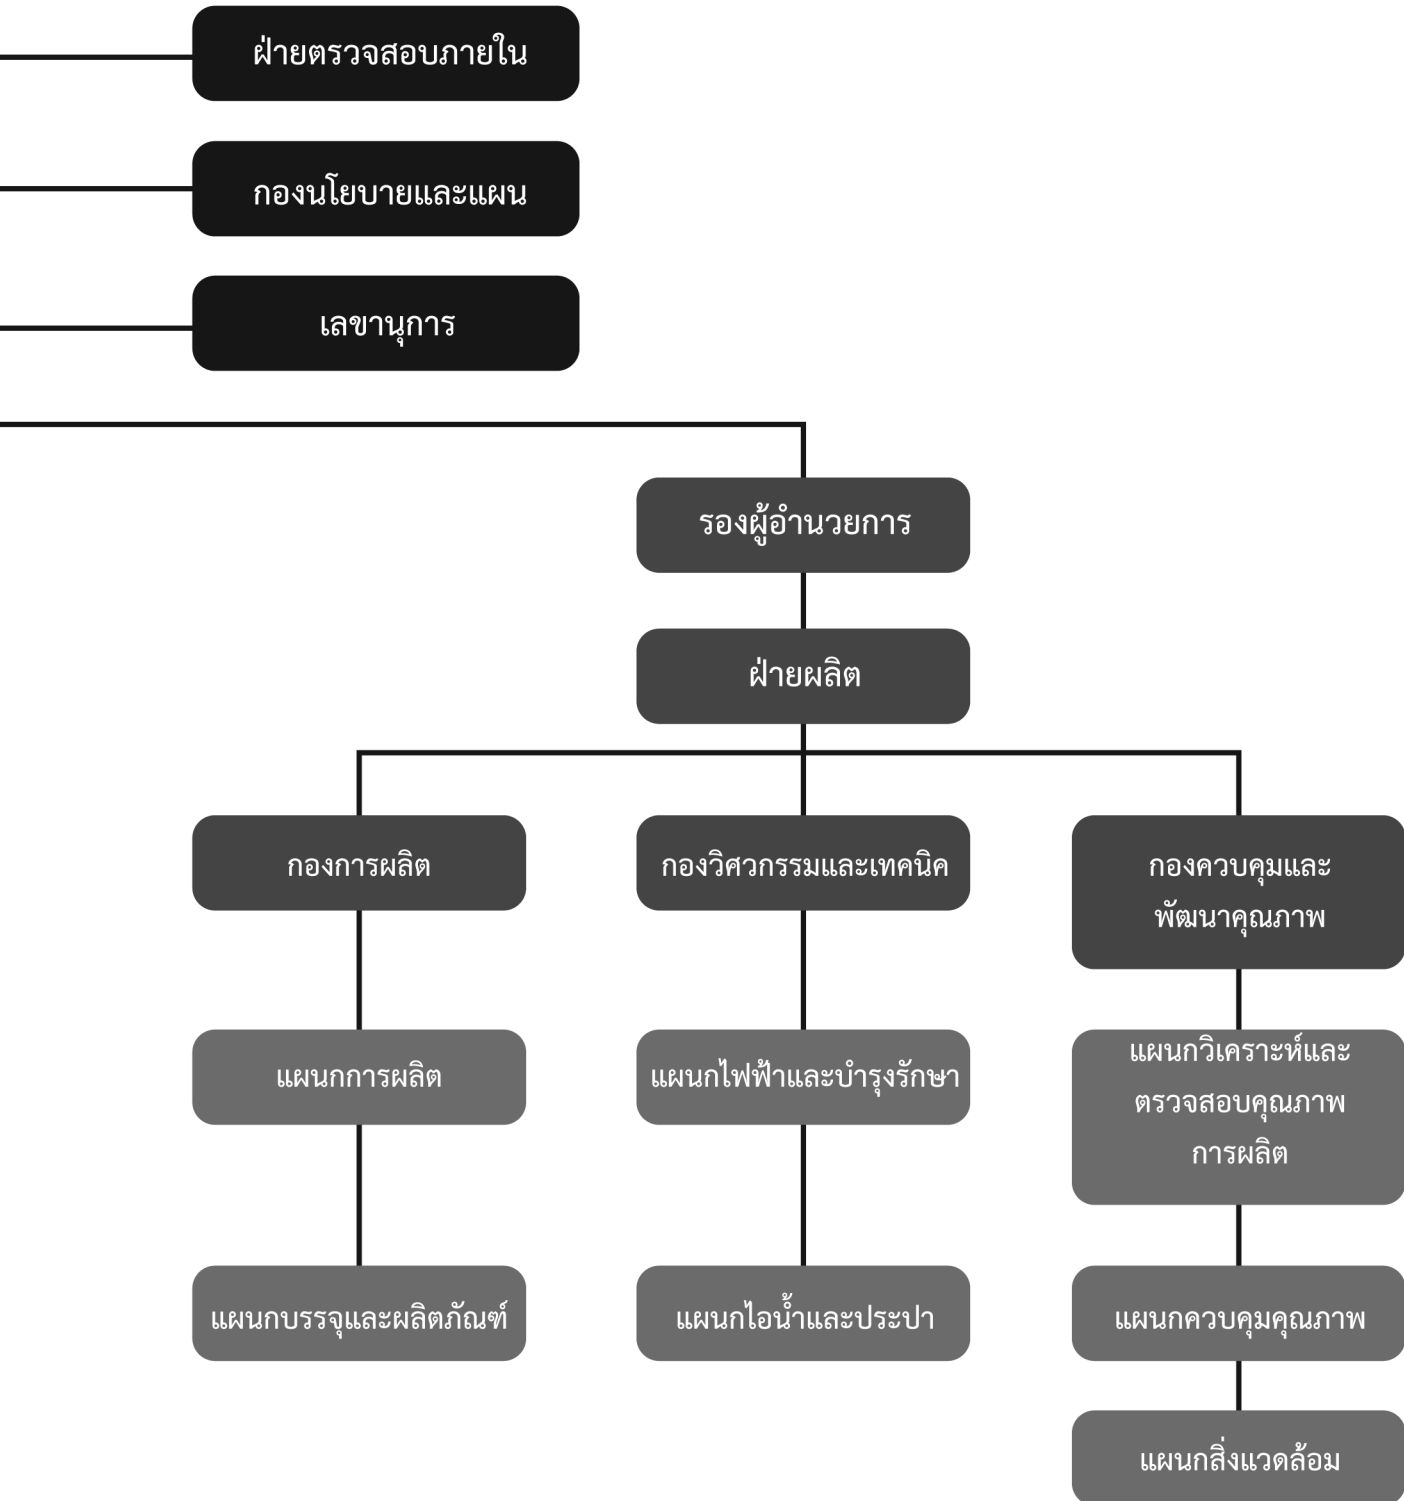 ฝ่ายตรวจสอบภายใน
กองนโยบายและแผน
เลขานุการ
รองผู้อำนวยการ
ฝ่ายผลิต
กองการผลิต
กองวิศวกรรมและเทคนิค
กองควบคุมและ
พัฒนาคุณภาพ
แผนกการผลิต
แผนกไฟฟ้าและบำรุงรักษา
แผนกวิเคราะห์และ
ตรวจสอบคุณภาพ
การผลิต
แผนกบรรจุและผลิตภัณฑ์
แผนกไอน้ำและประปา
แผนกควบคุมคุณภาพ
แผนกสิ่งแวดล้อม